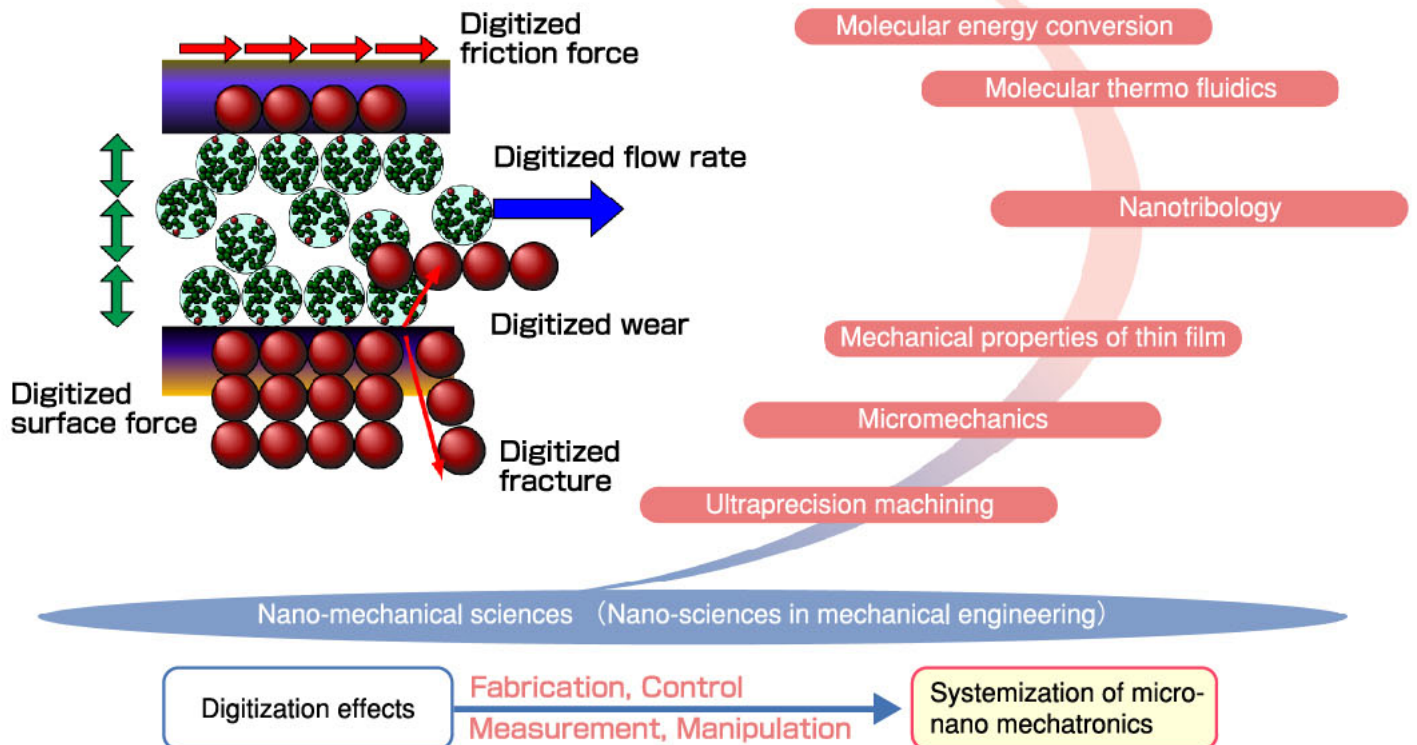 Digitized
friction force
Digitized flow rate
Digitized wear
Digitized
surface force
Digitized
fracture
Molecular energy conversion
Molecular thermo fluidics
Nanotribology
Mechanical properties of thin film
Micromechanics
Ultraprecision machining
Nano-mechanical sciences （Nano-sciences in mechanical engineering）
Digitization effects
Fabrication, Control
Measurement, Manipulation
Systemization of micro-
nano mechatronics